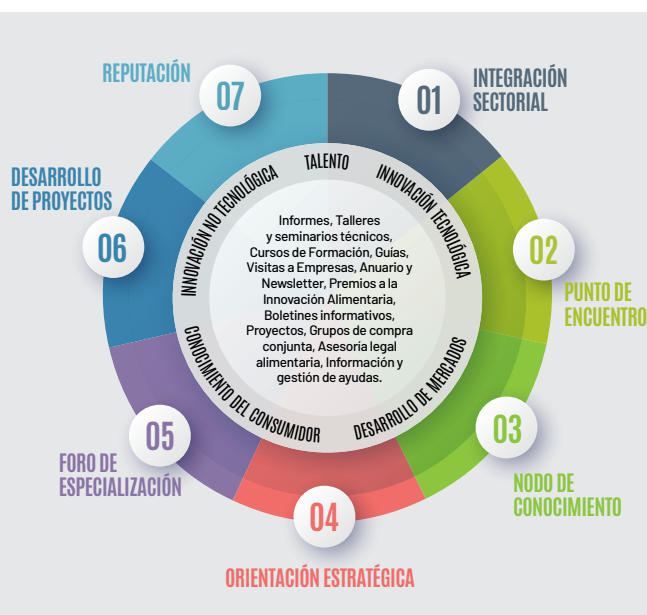 01
INTEGRACIÓN
SECTORIAL
02
PUNTO DE
ENCUENTRO
03
NODO DE
CONOCIMIENTO
04
ORIENTACIÓN ESTRATÉGICA
05
FORO DE
ESPECIALIZACIÓN
06
DESARROLLO
DE PROYECTOS
07
REPUTACIÓN
TALENTO
INNOVACIÓN TECNOLÓGICA
DESARROLLO DE MERCADOS
CONOCIMIENTO DEL CONSUMIDOR
INNOVACIÓN NO TECNOLÓGICA
Informes, Talleres
y seminarios técnicos,
Cursos de Formación, Guías,
Visitas a Empresas, Anuario y
Newsletter, Premios a la
Innovación Alimentaria,
Boletines informativos,
Proyectos, Grupos de compra
conjunta, Asesoría legal
alimentaria, Información y
gestión de ayudas.